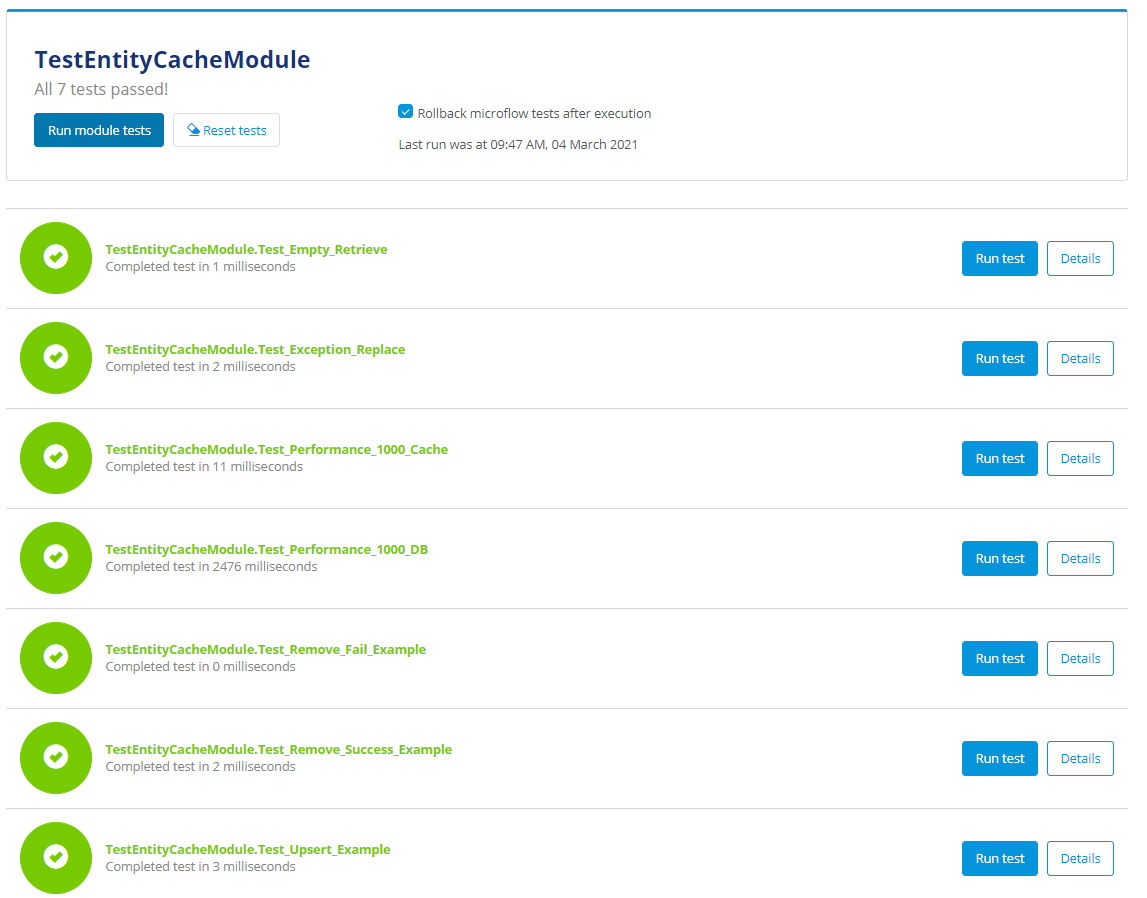 TestEntityCacheModule
All 7 tests passed!
Rollback microflow tests after execution
Run module tests
Reset tests
Last run was at 09:47 AM, 04 March 2021
TestEntityCacheModule.Test_Empty_Retrieve
Completed test in 1 milliseconds
Run test
Details
TestEntityCacheModule.Test_Exception_Replace
Completed test in 2 milliseconds
Run test
Details
TestEntityCacheModule.Test_Performance_1000_Cache
Completed test in 11 milliseconds
Run test
Details
TestEntityCacheModule.Test_Performance_1000_DB
Completed test in 2476 milliseconds
Run test
Details
TestEntityCacheModule.Test_Remove_Fail_Example
Completed test in 0 milliseconds
Run test
Details
TestEntityCacheModule.Test_Remove_Success_Example
Completed test in 2 milliseconds
Run test
Details
TestEntityCacheModule.Test_Upsert_Example
Completed test in 3 milliseconds
Run test
Details